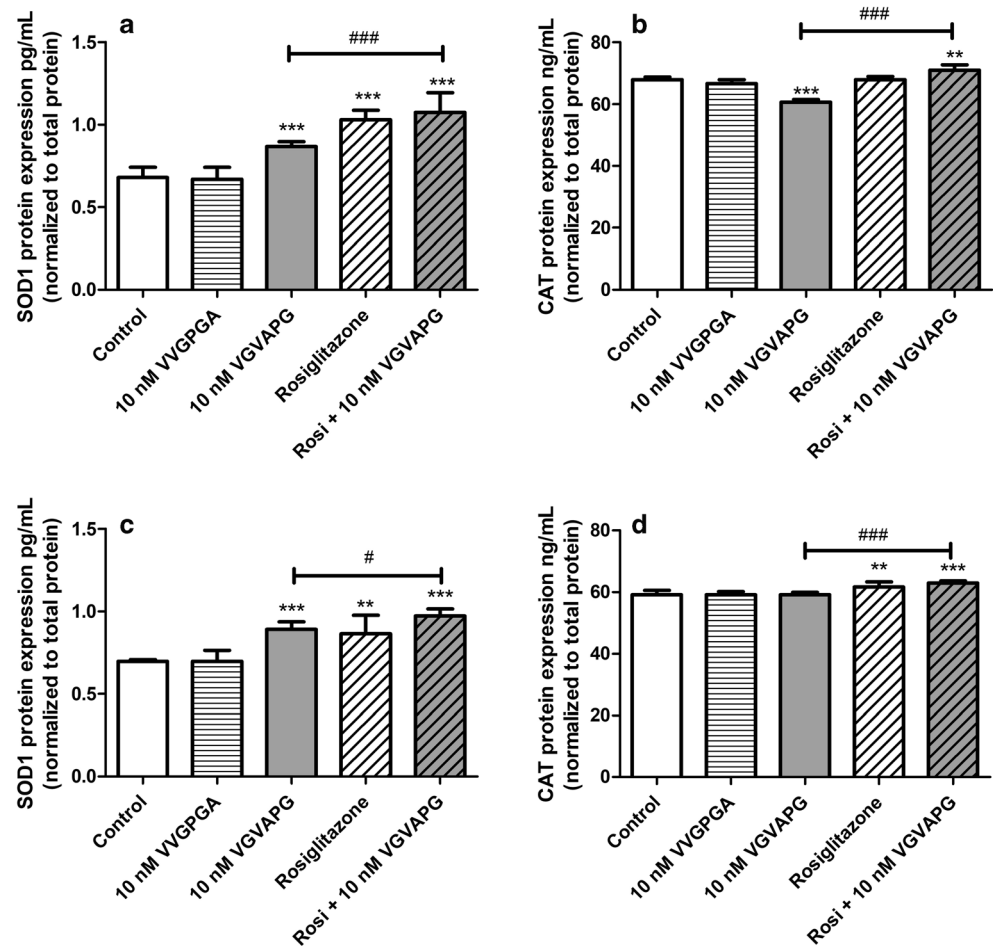 a
SOD1 protein expression pg/mL
(normalized to total protein)
1.5
1.0
0.5
0.0
###
***
***
***
Control
10 nM VVGPGA
10 nM VGVAPG
Rosiglitazone
Rosi + 10 nM VGVAPG
b
CAT protein expression ng/mL
(normalized to total protein)
80
60
40
20
0
###
***
**
Control
10 nM VVGPGA
10 nM VGVAPG
Rosiglitazone
Rosi + 10 nM VGVAPG
c
SOD1 protein expression pg/mL
(normalized to total protein)
1.5
1.0
0.5
0.0
#
***
**
***
Control
10 nM VVGPGA
10 nM VGVAPG
Rosiglitazone
Rosi + 10 nM VGVAPG
d
CAT protein expression ng/mL
(normalized to total protein)
80
60
40
20
0
###
**
***
Control
10 nM VVGPGA
10 nM VGVAPG
Rosiglitazone
Rosi + 10 nM VGVAPG